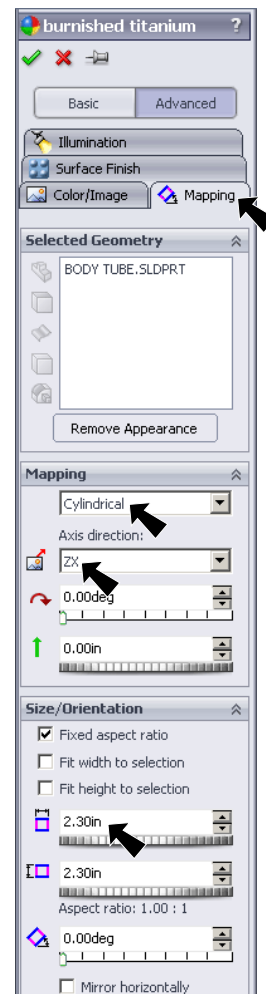 burnished titanium ?
Basic Advanced
Illumination
Surface Finish
Color/Image Mapping
Selected Geometry
BODY TUBE.SLDPRT
Remove Appearance
Mapping
Cylindrical
Axis direction:
ZX
0.00deg
0.00in
Size/Orientation
Fixed aspect ratio
Fit width to selection
Fit height to selection
2.30in
2.30in
Aspect ratio: 1.00 : 1
0.00deg
Mirror horizontally